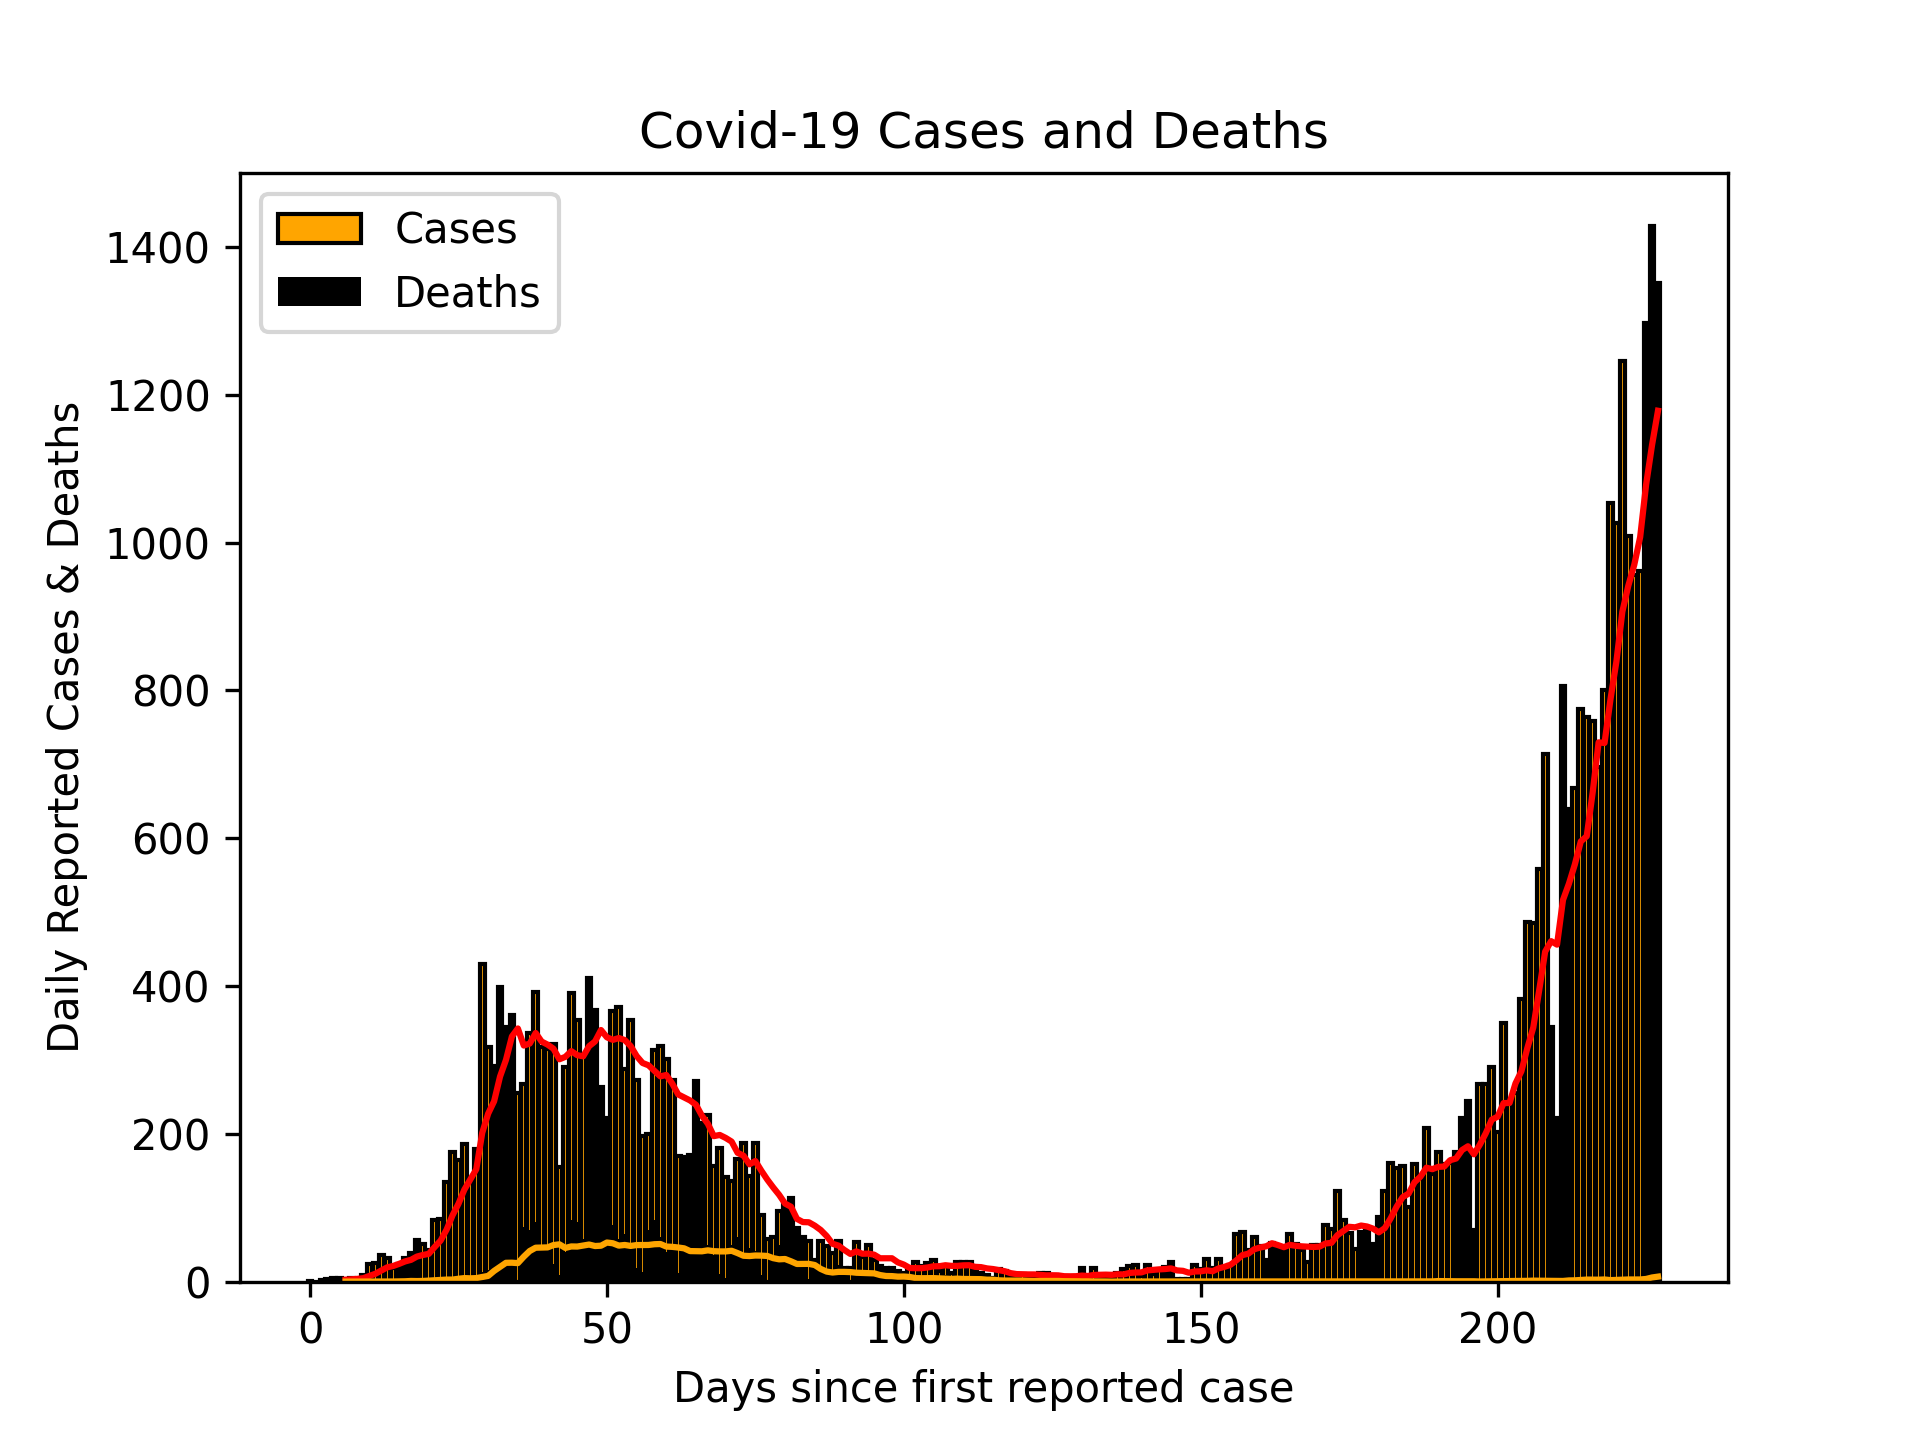 Covid-19 Cases and Deaths
Cases
Deaths
1400
1200
1000
800
600
400
200
0
Daily Reported Cases & Deaths
0 50 100 150 200
Days since first reported case